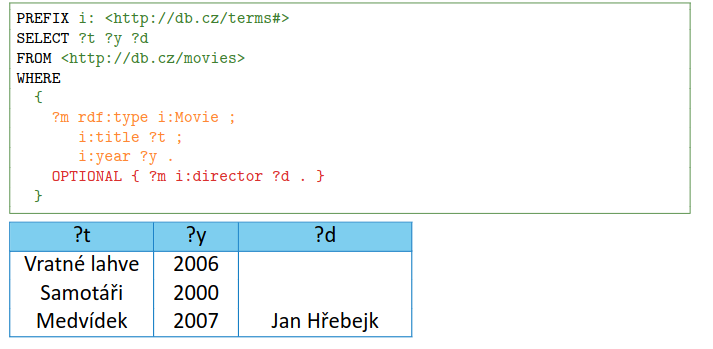 PREFIX i: <http://db.cz/terms#>
SELECT ?t ?y ?d
FROM <http://db.cz/movies>
WHERE
{
?m rdf:type i:Movie ;
i:title ?t ;
i:year ?y .
OPTIONAL { ?m i:director ?d . }
}
?t ?y ?d
Vratné lahve 2006
Samotáři 2000
Medvídek 2007 Jan Hřebejk